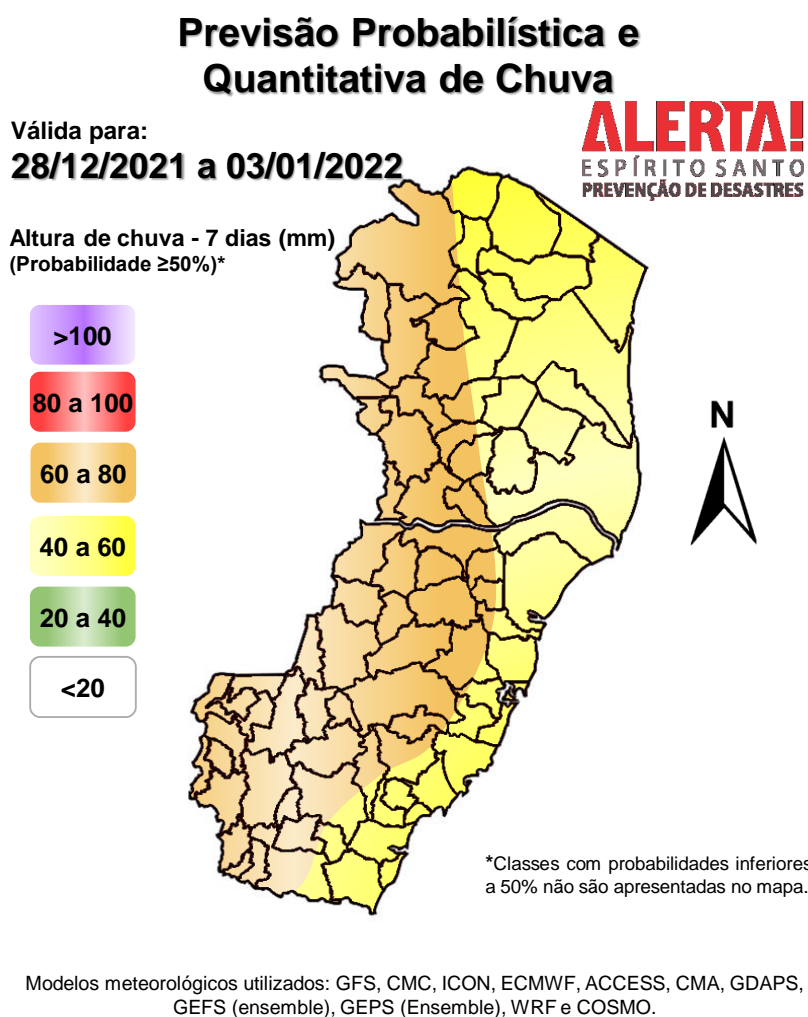 Previsão Probabilística e
Quantitativa de Chuva
Válida para:
28/12/2021 a 03/01/2022
ALERTA!
ESPÍRITO SANTO
PREVENÇÃO DE DESASTRES
Altura de chuva - 7 dias (mm)
(Probabilidade ≥50%)*
>100
80 a 100
60 a 80
40 a 60
20 a 40
<20
N
*Classes com probabilidades inferiores
a 50% não são apresentadas no mapa.
Modelos meteorológicos utilizados: GFS, CMC, ICON, ECMWF, ACCESS, CMA, GDAPS,
GEFS (ensemble), GEPS (Ensemble), WRF e COSMO.